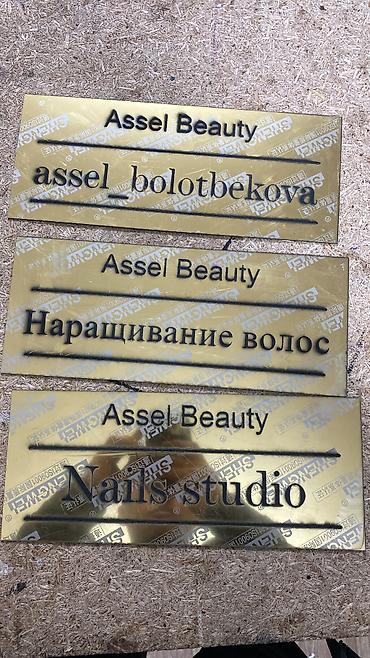 Assel Beauty
assel_bolotbekova
Assel Beauty
Наращивание волос
Assel Beauty
Nails studio